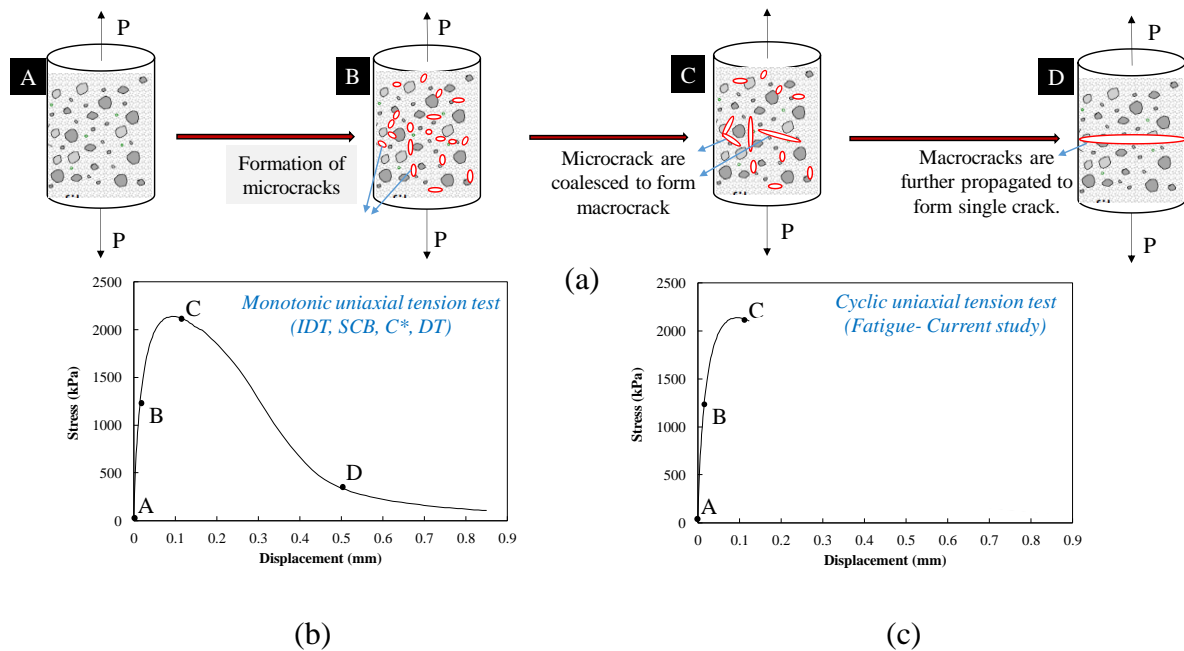 P
P
P
P
A
B
C
D
Formation of
microcracks
Microcrack are
coalesced to form
macrocrack
Macrocracks are
further propagated to
form single crack.
P
P
P
P
(a)
Monotonic uniaxial tension test
(IDT, SCB, C*, DT)
Stress (kPa)
2500
2000
1500
1000
500
0
A
B
C
D
0 0.1 0.2 0.3 0.4 0.5 0.6 0.7 0.8 0.9
Displacement (mm)
(b)
Cyclic uniaxial tension test
(Fatigue- Current study)
Stress (kPa)
2500
2000
1500
1000
500
0
A
B
C
0 0.1 0.2 0.3 0.4 0.5 0.6 0.7 0.8 0.9
Displacement (mm)
(c)